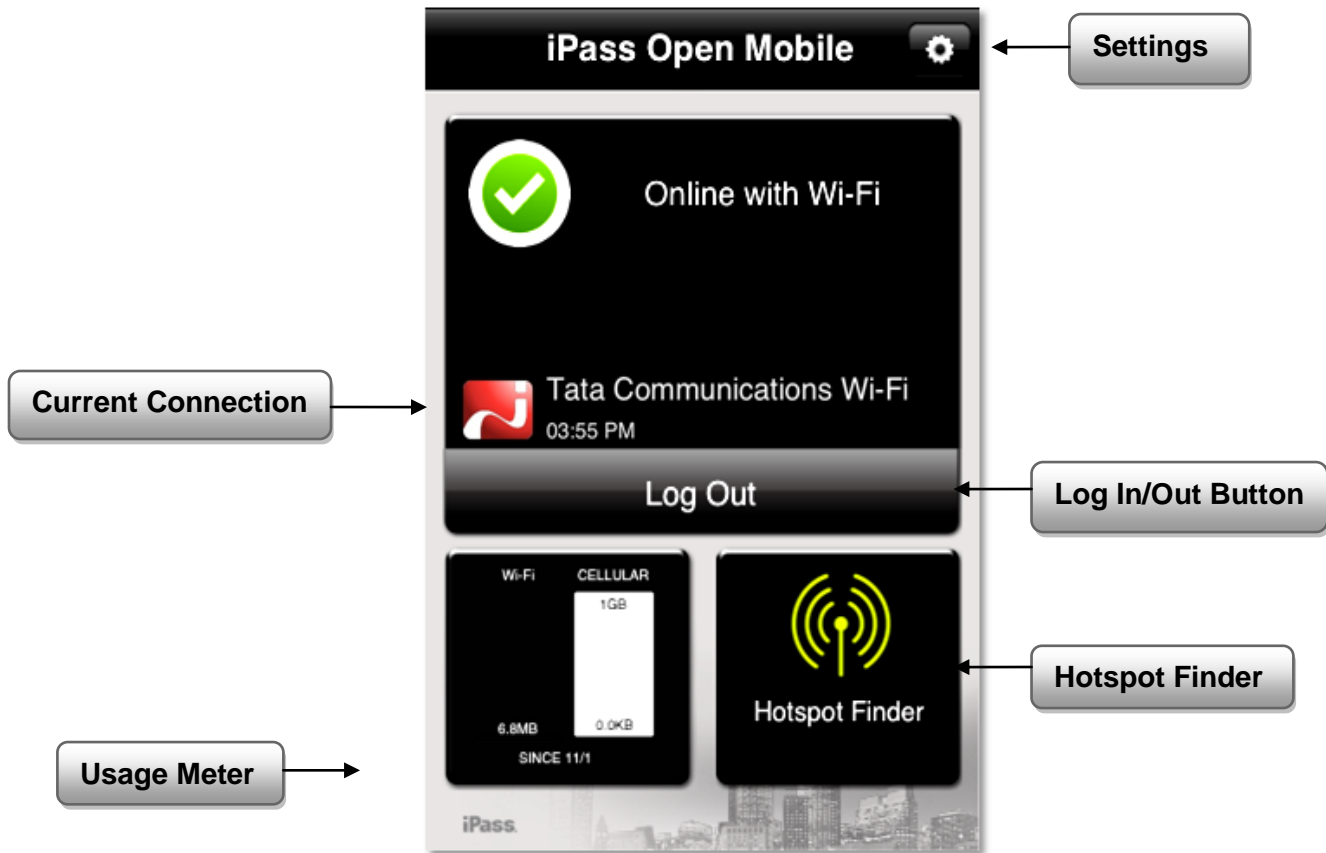 iPass Open Mobile
Settings
Online with Wi-Fi
Current Connection
Tata Communications Wi-Fi
03:55 PM
Log Out
Log In/Out Button
Wi-Fi CELLULAR
1GB
6.8MB 0.0KB
SINCE 11/1
Hotspot Finder
Hotspot Finder
Usage Meter
iPass